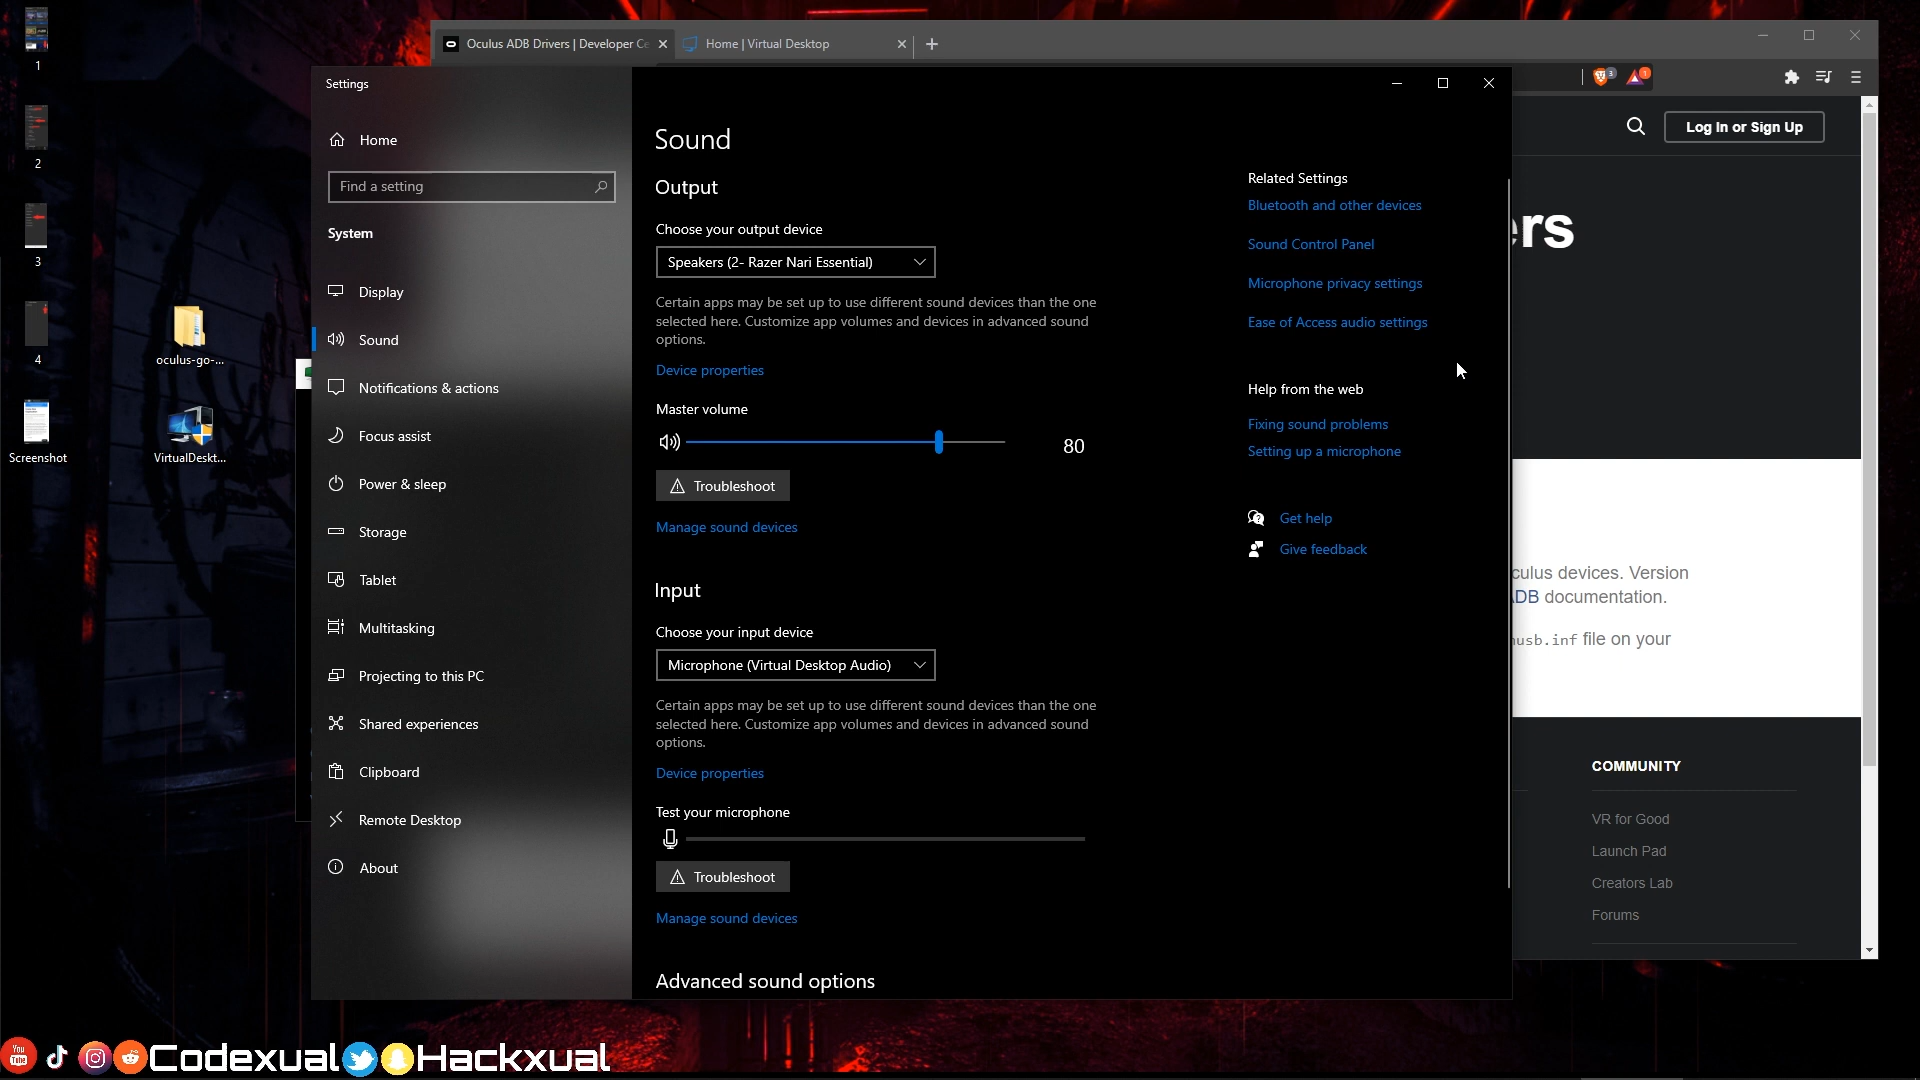 1
2
3
4
Screenshot
oculus-go-...
VirtualDeskt...
Oculus ADB Drivers | Developer Ce
Home | Virtual Desktop
3
1
Log In or Sign Up
ers
culus devices. Version
ADB documentation.
usb.inf file on your
COMMUNITY
VR for Good
Launch Pad
Creators Lab
Forums
Settings
Home
Find a setting
System
Display
Sound
Notifications & actions
Focus assist
Power & sleep
Storage
Tablet
Multitasking
Projecting to this PC
Shared experiences
Clipboard
Remote Desktop
About
Sound
Output
Choose your output device
Speakers (2- Razer Nari Essential)
Certain apps may be set up to use different sound devices than the one
selected here. Customize app volumes and devices in advanced sound
options.
Device properties
Master volume
80
Troubleshoot
Manage sound devices
Input
Choose your input device
Microphone (Virtual Desktop Audio)
Certain apps may be set up to use different sound devices than the one
selected here. Customize app volumes and devices in advanced sound
options.
Device properties
Test your microphone
Troubleshoot
Manage sound devices
Advanced sound options
Related Settings
Bluetooth and other devices
Sound Control Panel
Microphone privacy settings
Ease of Access audio settings
Help from the web
Fixing sound problems
Setting up a microphone
Get help
Give feedback
You
Tube
Codexual
Hackxual